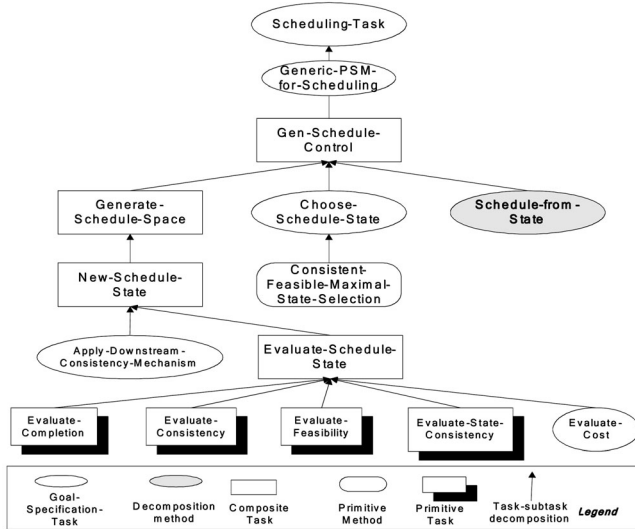 Scheduling-Task
Generic-PSM-
for-Scheduling
Gen-Schedule-
Control
Generate-
Schedule-Space
Choose-
Schedule-State
Schedule-from -
State
New-Schedule-
State
Consistent-
Feasible-Maximal-
State-Selection
Apply-Downstream-
Consistency-Mechanism
Evaluate-Schedule-
State
Evaluate-
Completion
Evaluate-
Consistency
Evaluate-
Feasibility
Evaluate-State-
Consistency
Evaluate-
Cost
Goal-
Specification-
Task
Decomposition
method
Composite
Task
Primitive
Method
Primitive
Task
Task-subtask
decomposition
Legend